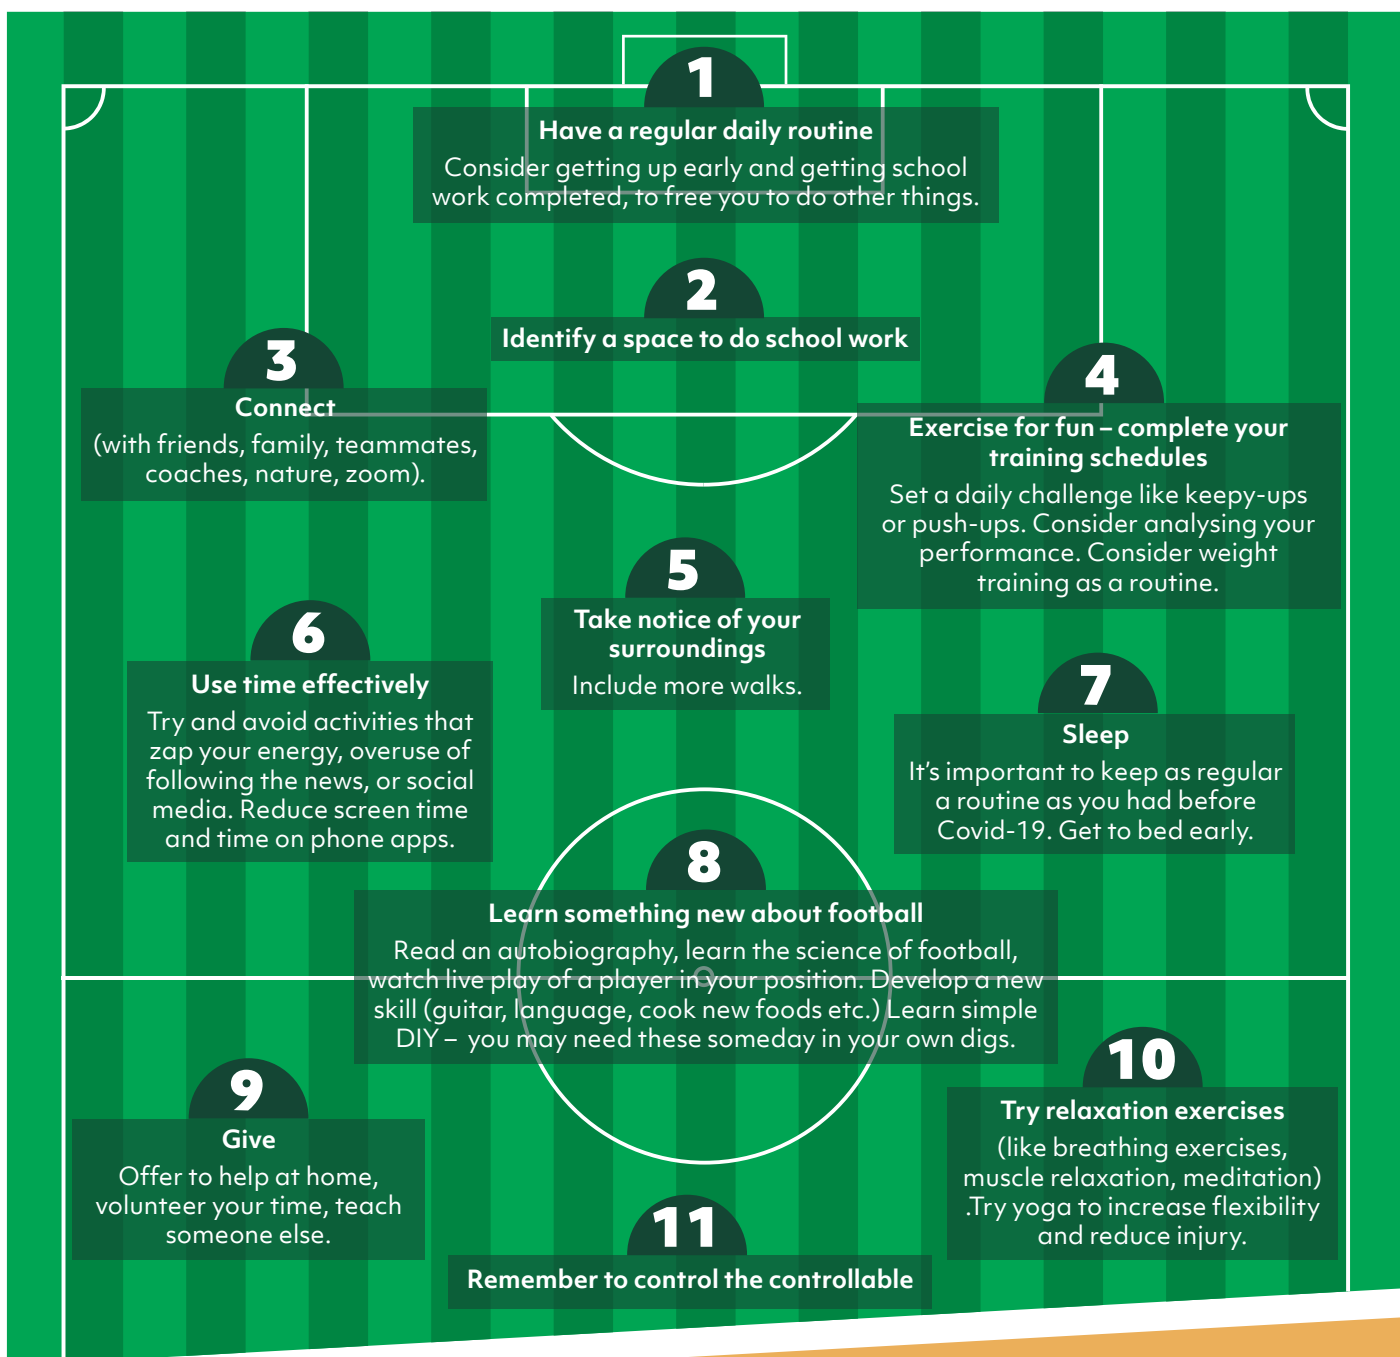 1
Have a regular daily routine
Consider getting up early and getting school
work completed, to free you to do other things.
2
Identify a space to do school work
3
Connect
(with friends, family, teammates,
coaches, nature, zoom).
4
Exercise for fun – complete your
training schedules
Set a daily challenge like keepy-ups
or push-ups. Consider analysing your
performance. Consider weight
training as a routine.
5
Take notice of your
surroundings
Include more walks.
6
Use time effectively
Try and avoid activities that
zap your energy, overuse of
following the news, or social
media. Reduce screen time
and time on phone apps.
7
Sleep
It’s important to keep as regular
a routine as you had before
Covid-19. Get to bed early.
8
Learn something new about football
Read an autobiography, learn the science of football,
watch live play of a player in your position. Develop a new
skill (guitar, language, cook new foods etc.) Learn simple
DIY – you may need these someday in your own digs.
9
Give
Offer to help at home,
volunteer your time, teach
someone else.
10
Try relaxation exercises
(like breathing exercises,
muscle relaxation, meditation)
.Try yoga to increase flexibility
and reduce injury.
11
Remember to control the controllable